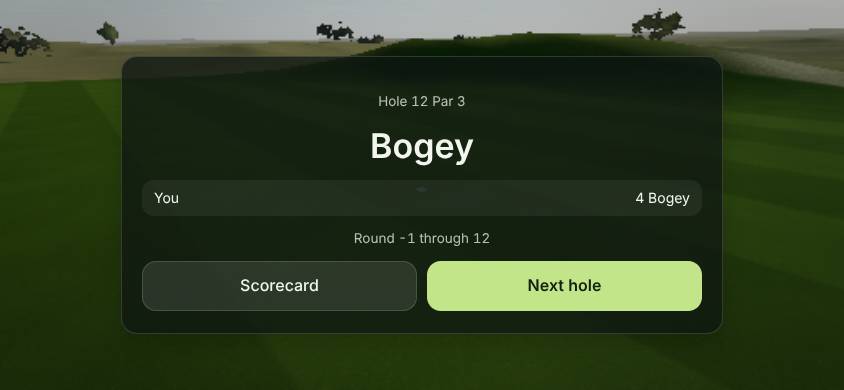 Hole 12 Par 3
Bogey
You 4 Bogey
Round -1 through 12
Scorecard Next hole